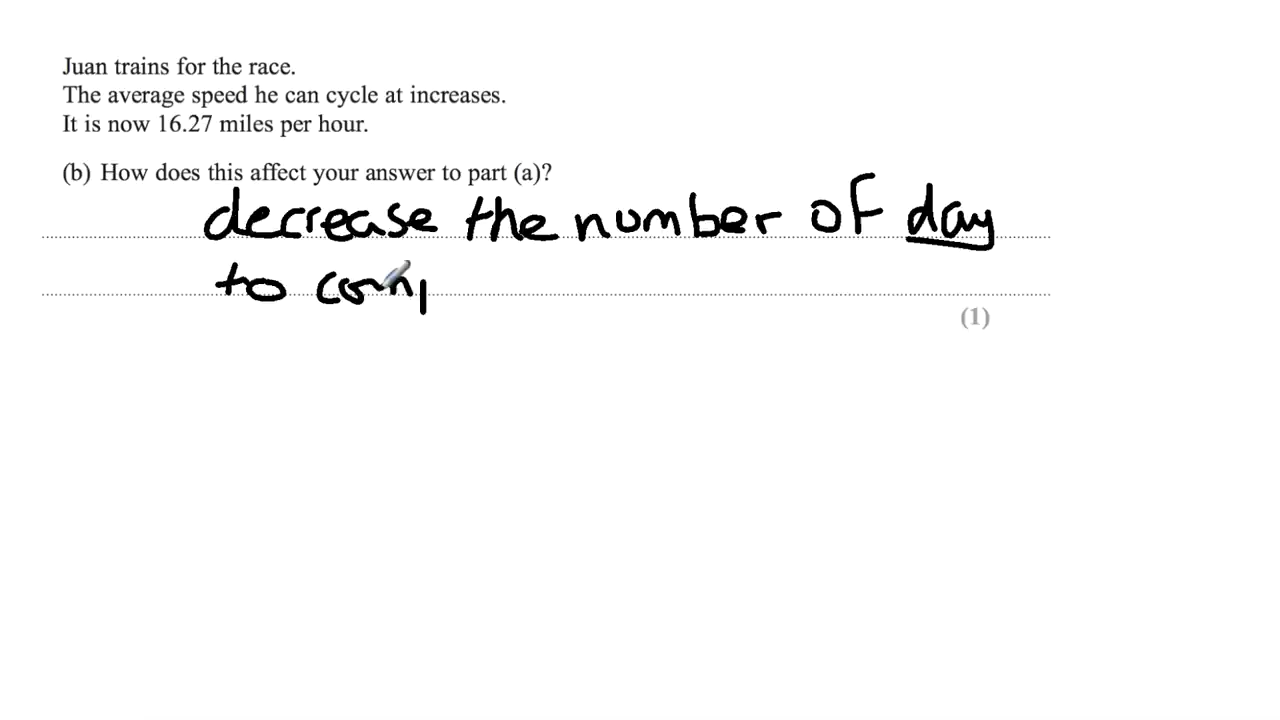 Juan trains for the race.
The average speed he can cycle at increases.
It is now 16.27 miles per hour.
(b) How does this affect your answer to part (a)?
decrease the number of day
to comp
(1)